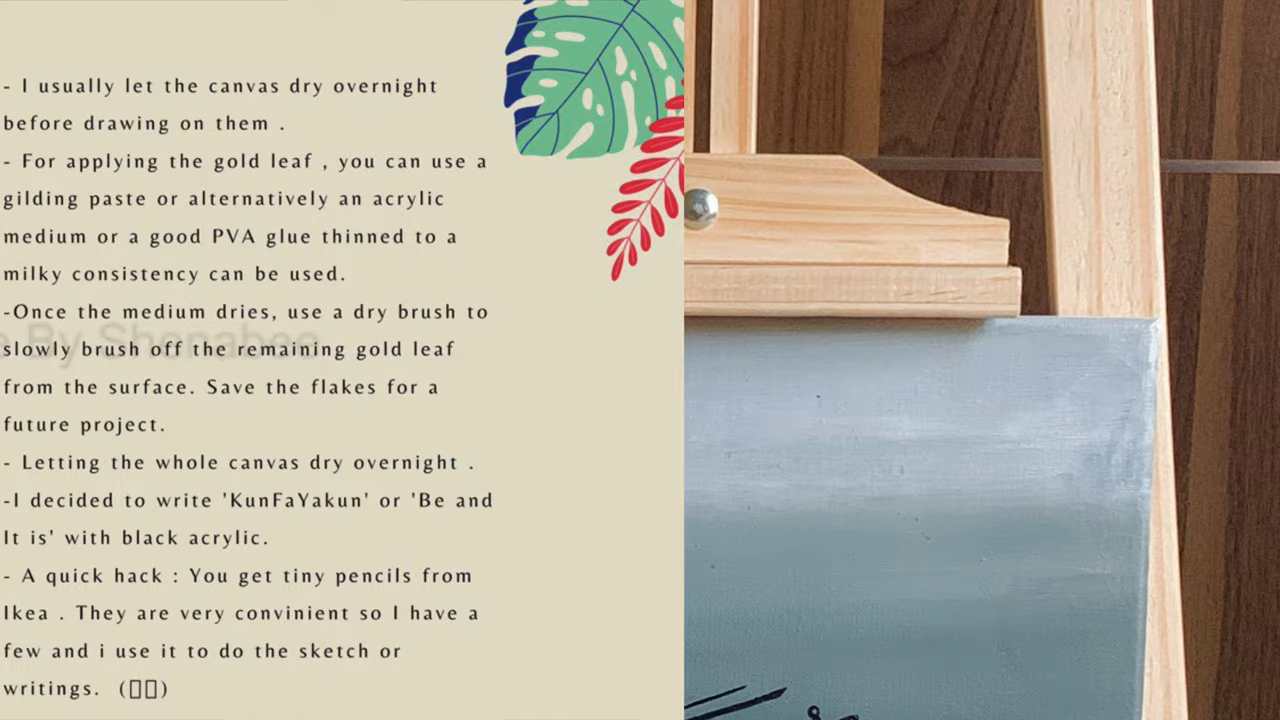 - I usually let the canvas dry overnight
before drawing on them .
- For applying the gold leaf , you can use a
gilding paste or alternatively an acrylic
medium or a good PVA glue thinned to a
milky consistency can be used.
-Once the medium dries, use a dry brush to
slowly brush off the remaining gold leaf
from the surface. Save the flakes for a
future project.
- Letting the whole canvas dry overnight .
-I decided to write 'KunFaYakun' or 'Be and
It is' with black acrylic.
- A quick hack : You get tiny pencils from
Ikea . They are very convinient so I have a
few and i use it to do the sketch or
writings. (▯▯)